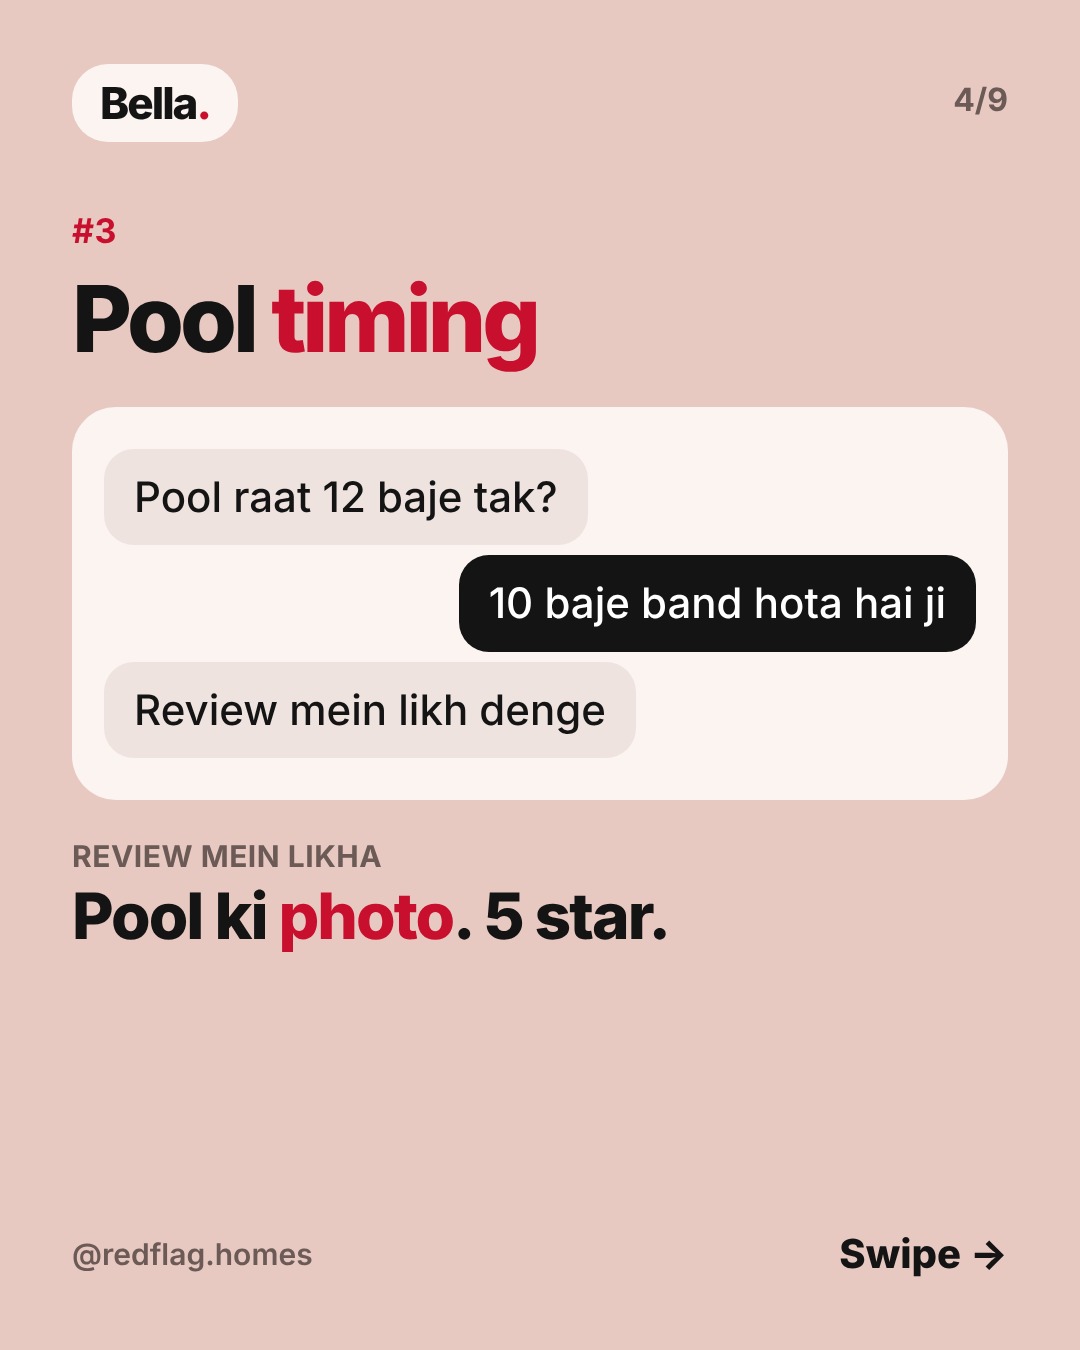 Bella.
4/9
#3
Pool timing
Pool raat 12 baje tak?
10 baje band hota hai ji
Review mein likh denge
REVIEW MEIN LIKHA
Pool ki photo. 5 star.
@redflag.homes
Swipe →